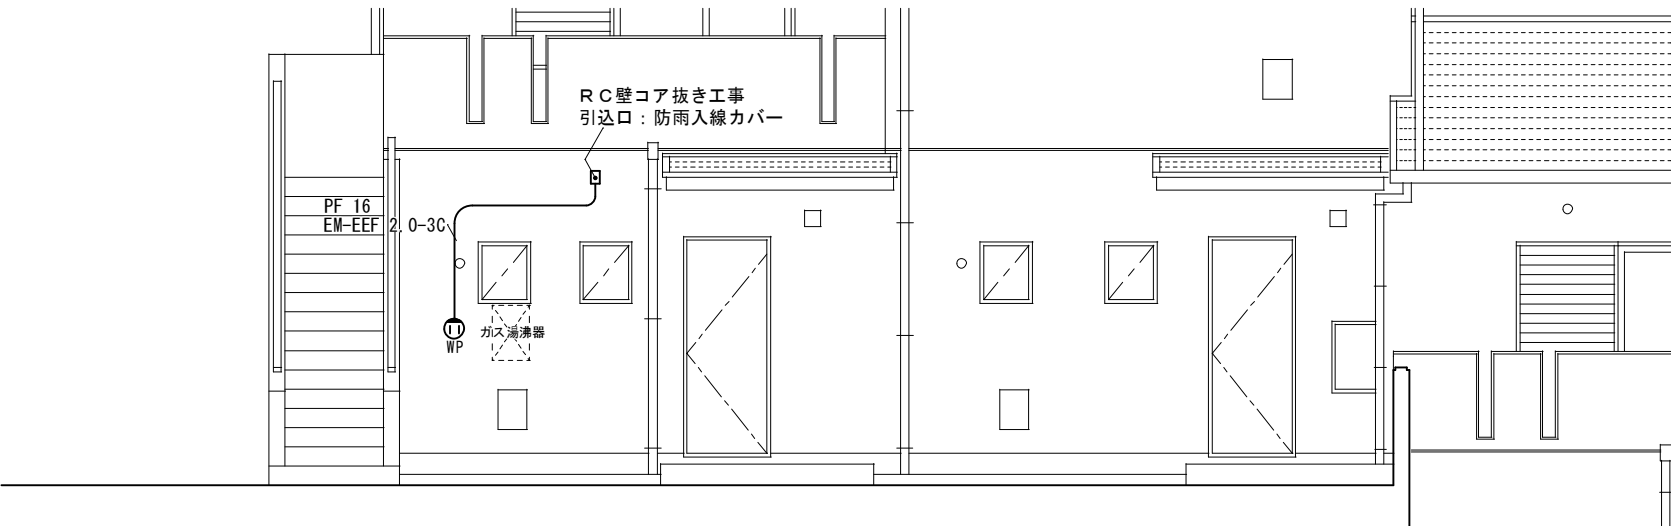 RC壁コア抜き工事
引込口：防雨入線カバー
PF 16
EM-EEF 2.0-3C
ガス湯沸器
WP